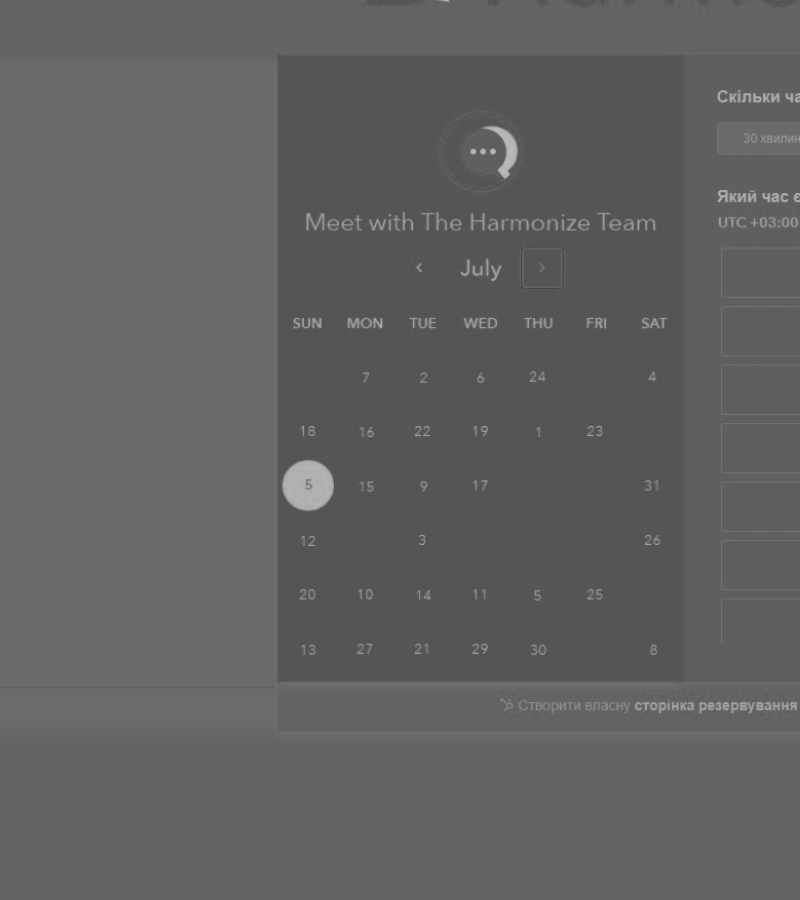 Скільки ча
30 хвилин
Meet with The Harmonize Team
Який час є
UTC +03:00
July
SUN MON TUE WED THU FRI SAT
7 2 6 24 4
18 16 22 19 1 23
5 15 9 17 31
12 3 26
20 10 14 11 5 25
13 27 21 29 30 8
Створити власну сторінка резервування